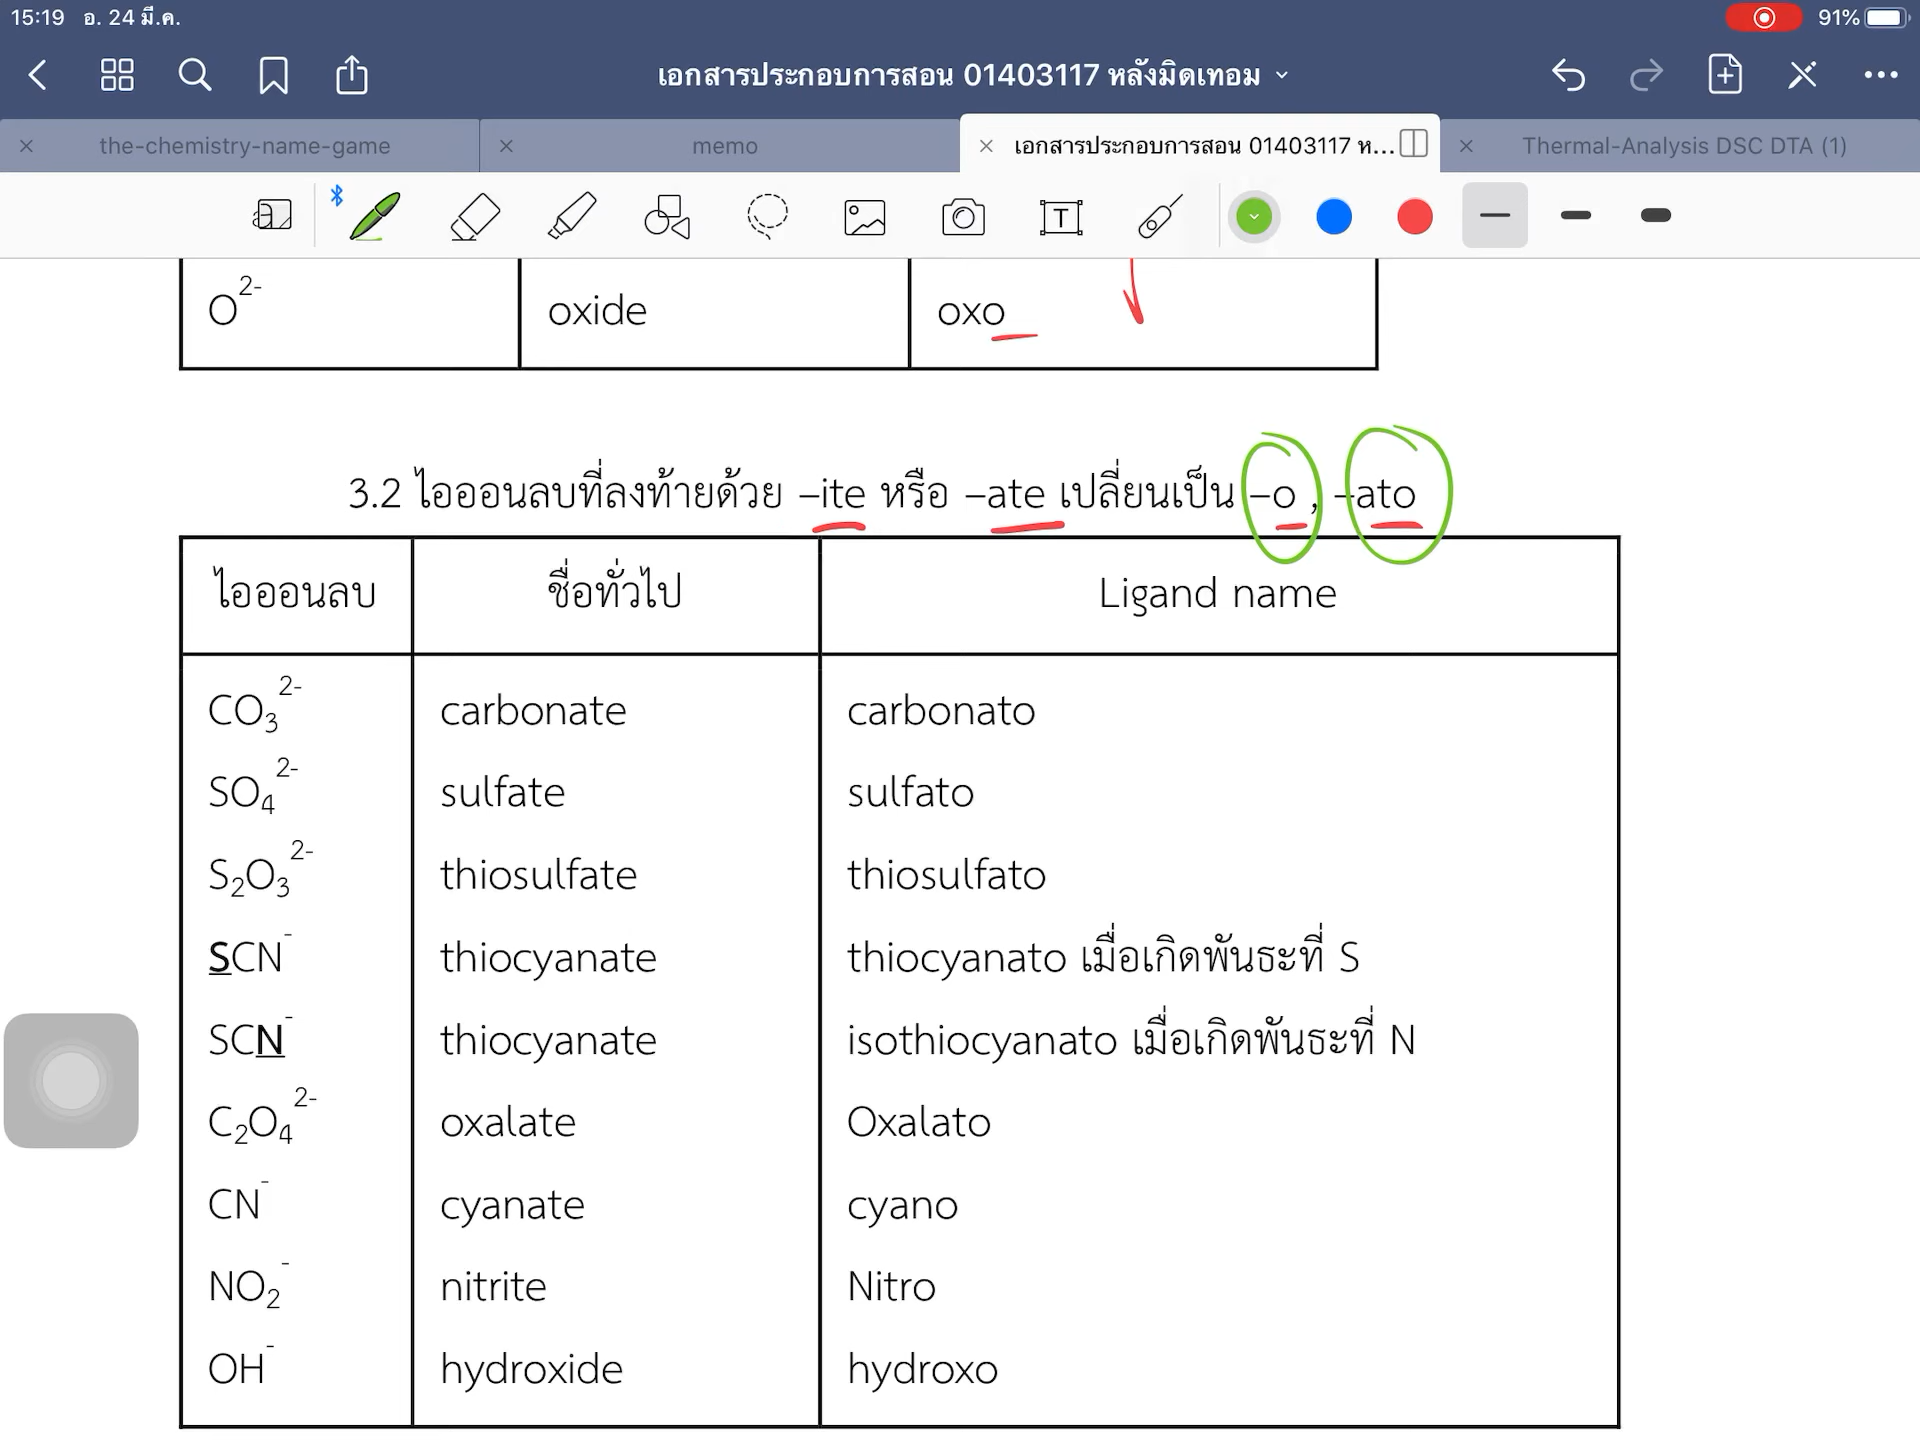 15:19 อ. 24 มี.ค. 91%
เอกสารประกอบการสอน 01403117 หลังมิดเทอม
the-chemistry-name-game memo เอกสารประกอบการสอน 01403117 ห... Thermal-Analysis DSC DTA (1)
O²⁻ oxide oxo
3.2 ไอออนลบที่ลงท้ายด้วย –ite หรือ –ate เปลี่ยนเป็น –o , –ato
ไอออนลบ ชื่อทั่วไป Ligand name
CO₃²⁻ carbonate carbonato
SO₄²⁻ sulfate sulfato
S₂O₃²⁻ thiosulfate thiosulfato
SCN⁻ thiocyanate thiocyanato เมื่อเกิดพันธะที่ S
SCN⁻ thiocyanate isothiocyanato เมื่อเกิดพันธะที่ N
C₂O₄²⁻ oxalate Oxalato
CN⁻ cyanate cyano
NO₂⁻ nitrite Nitro
OH⁻ hydroxide hydroxo